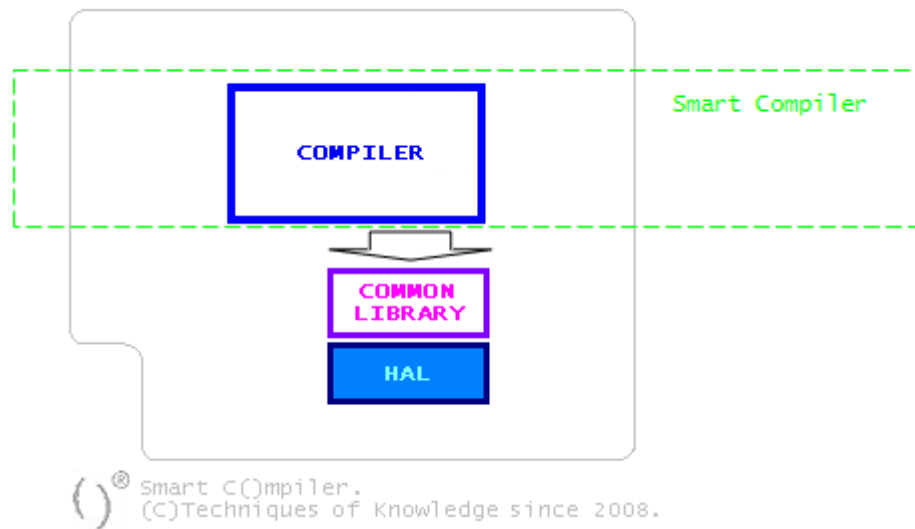 Smart Compiler
COMPILER
COMMON
LIBRARY
HAL
()® Smart C()mpiler.
(C)Techniques of Knowledge since 2008.